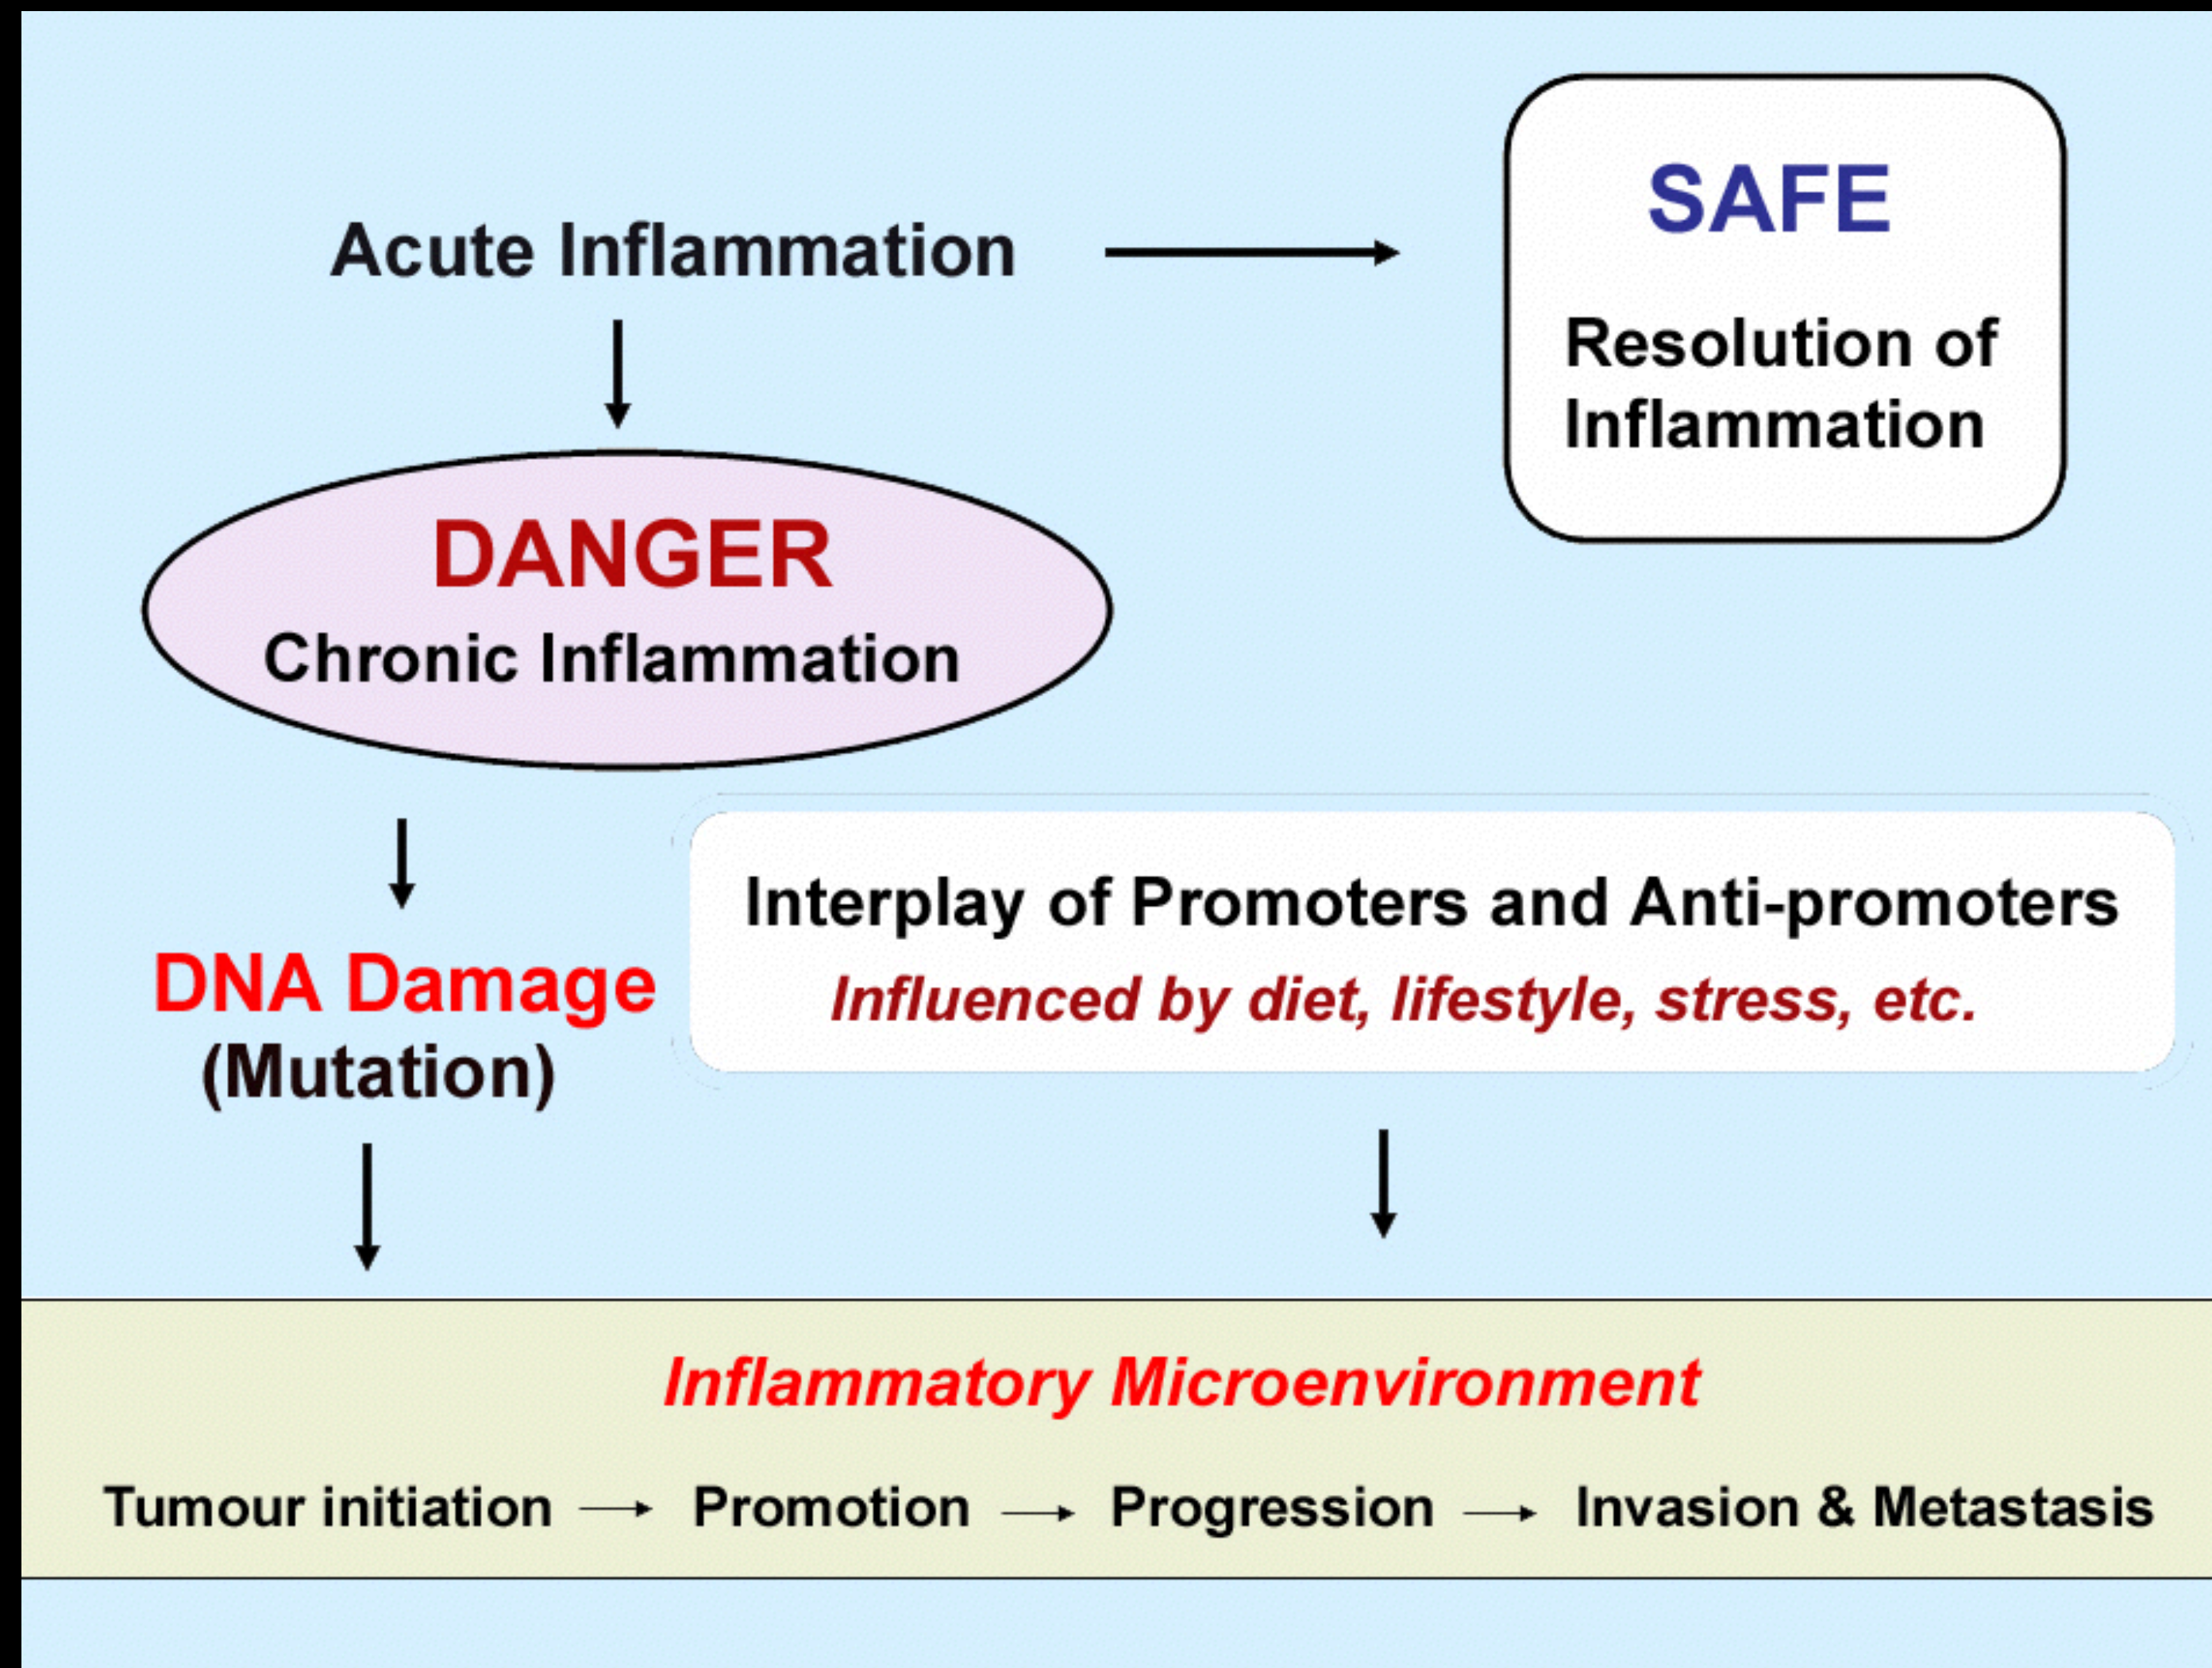 Acute Inflammation
SAFE
Resolution of
Inflammation
DANGER
Chronic Inflammation
DNA Damage
(Mutation)
Interplay of Promoters and Anti-promoters
Influenced by diet, lifestyle, stress, etc.
Inflammatory Microenvironment
Tumour initiation → Promotion → Progression → Invasion & Metastasis